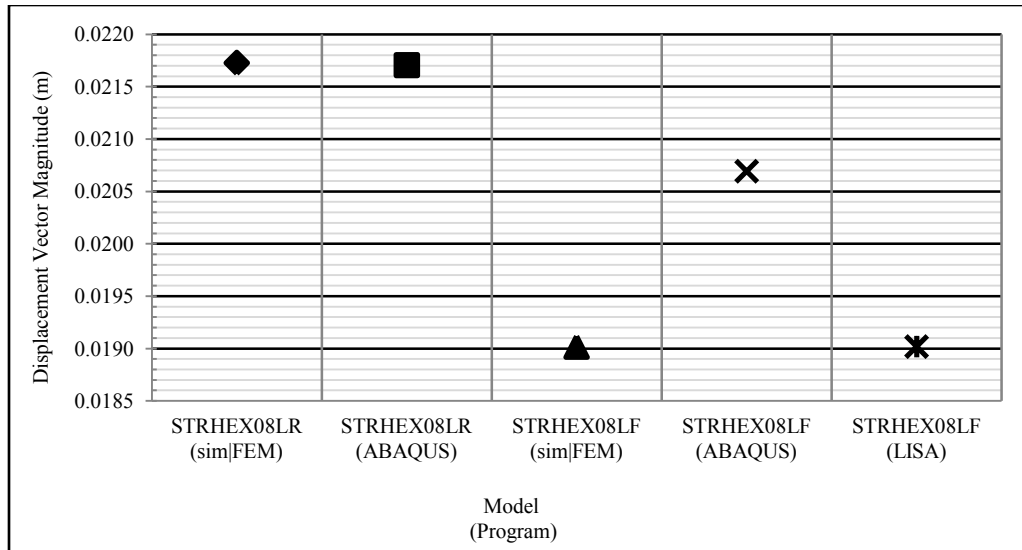 Displacement Vector Magnitude (m)
0.0220
0.0215
0.0210
0.0205
0.0200
0.0195
0.0190
0.0185
STRHEX08LR
(sim|FEM)
STRHEX08LR
(ABAQUS)
STRHEX08LF
(sim|FEM)
STRHEX08LF
(ABAQUS)
STRHEX08LF
(LISA)
Model
(Program)